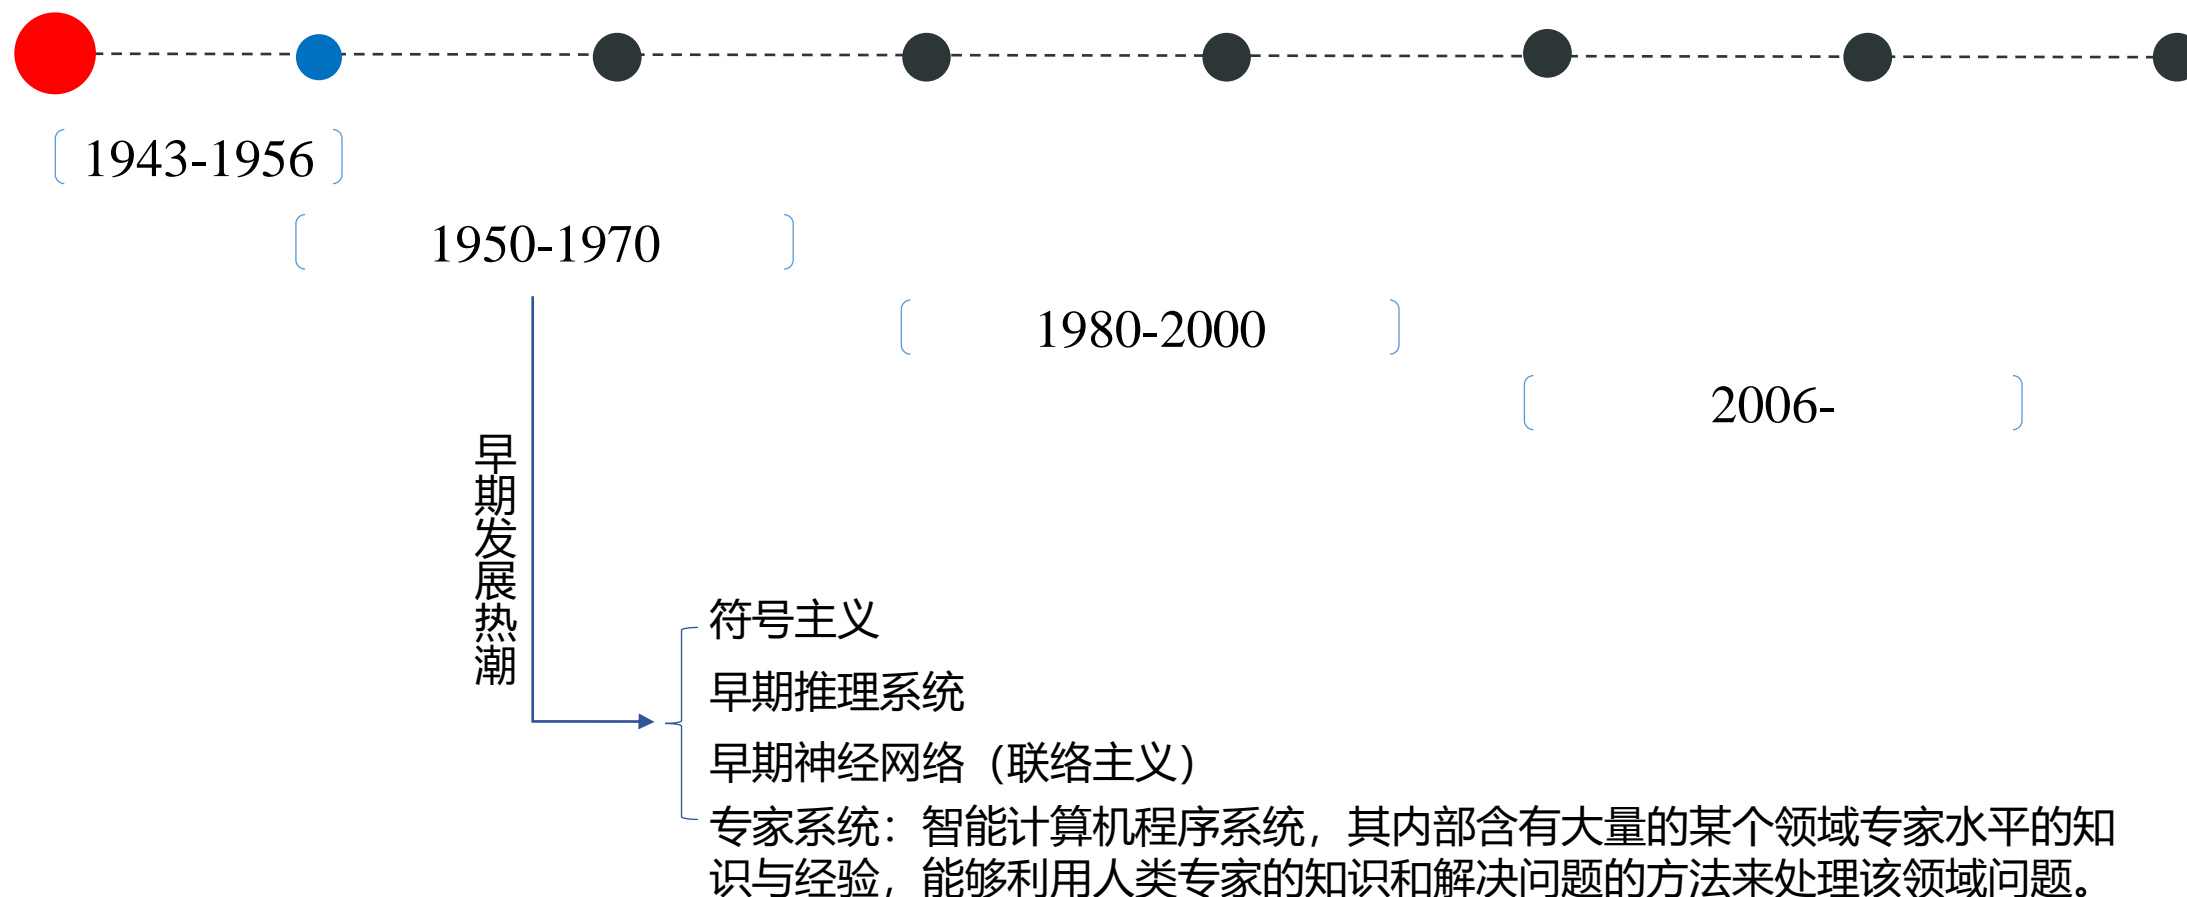 1943-1956
1950-1970
1980-2000
2006-
早期发展热潮
符号主义
早期推理系统
早期神经网络（联络主义）
专家系统：智能计算机程序系统，其内部含有大量的某个领域专家水平的知
识与经验，能够利用人类专家的知识和解决问题的方法来处理该领域问题。